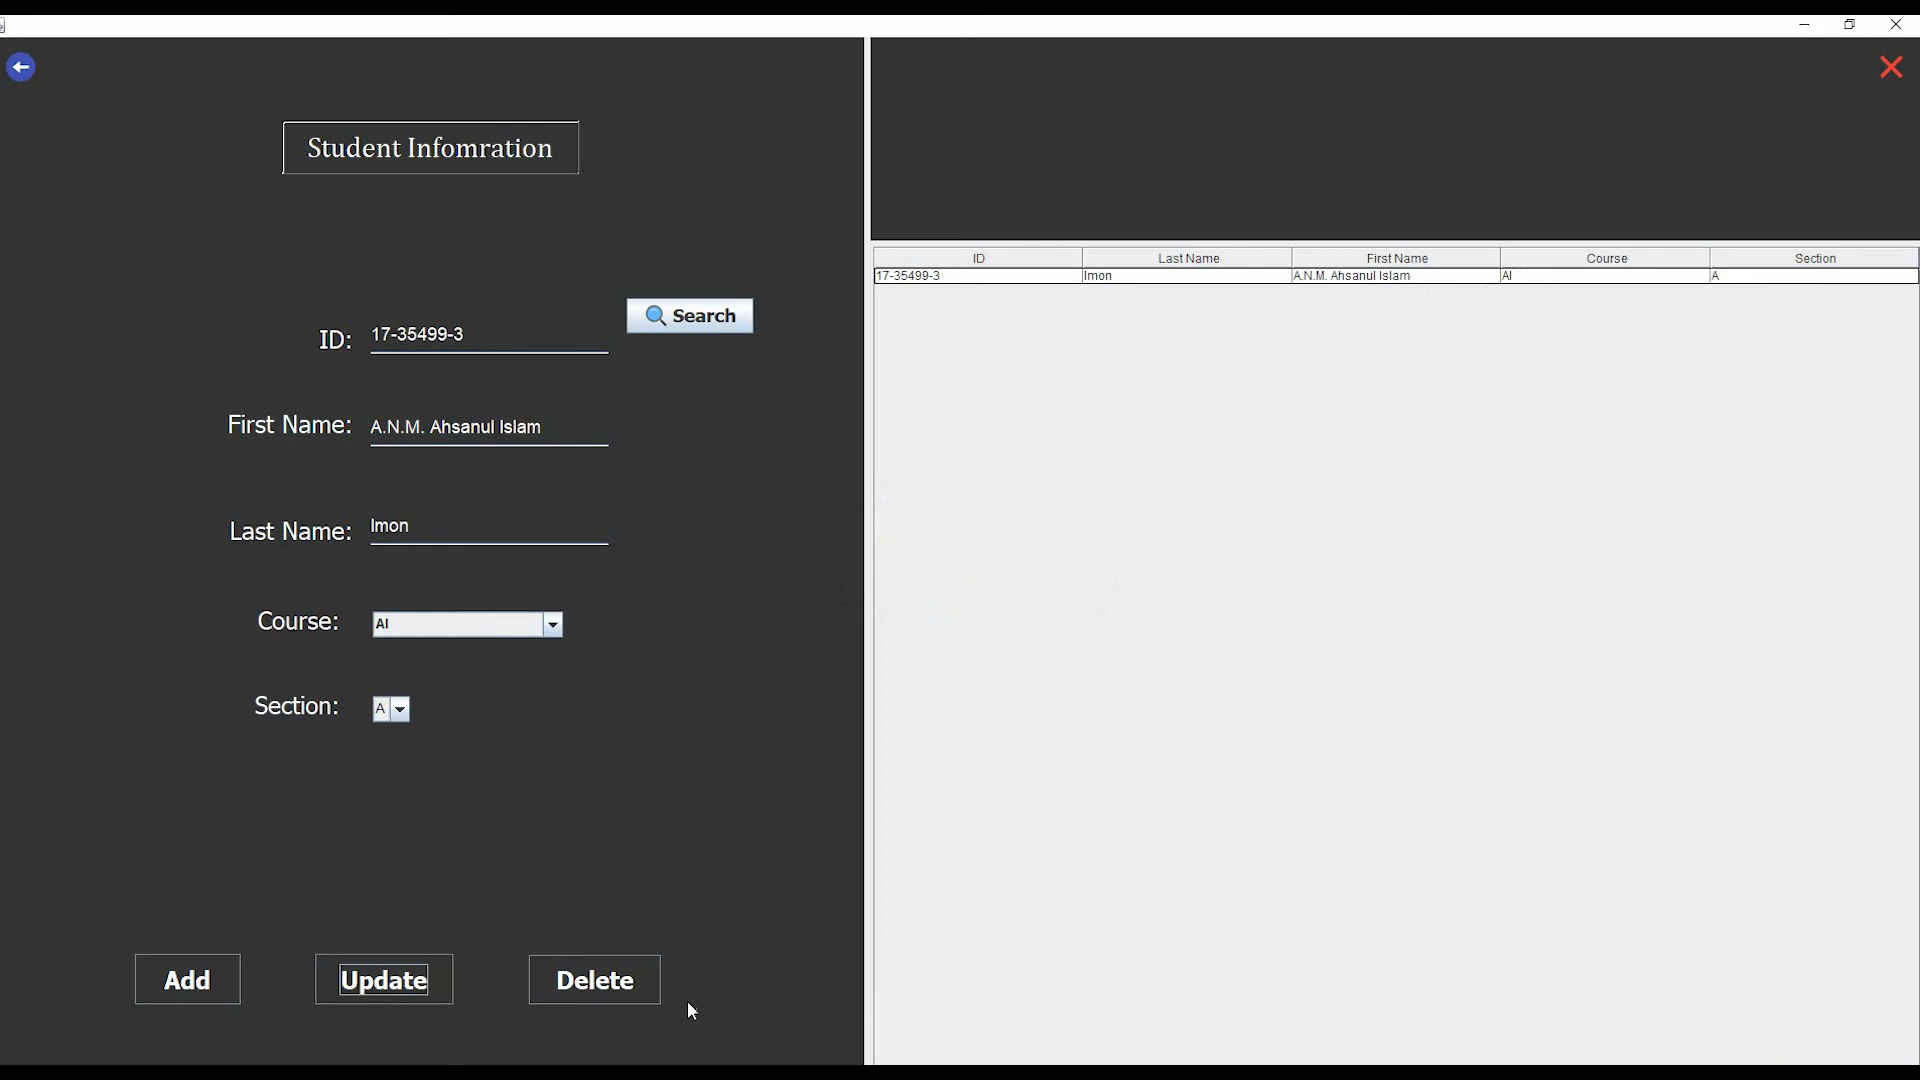 Student Infomration
ID: 17-35499-3
Search
First Name: A.N.M. Ahsanul Islam
Last Name: Imon
Course: AI
Section: A
Add Update Delete
ID Last Name First Name Course Section
17-35499-3 Imon A.N.M. Ahsanul Islam AI A